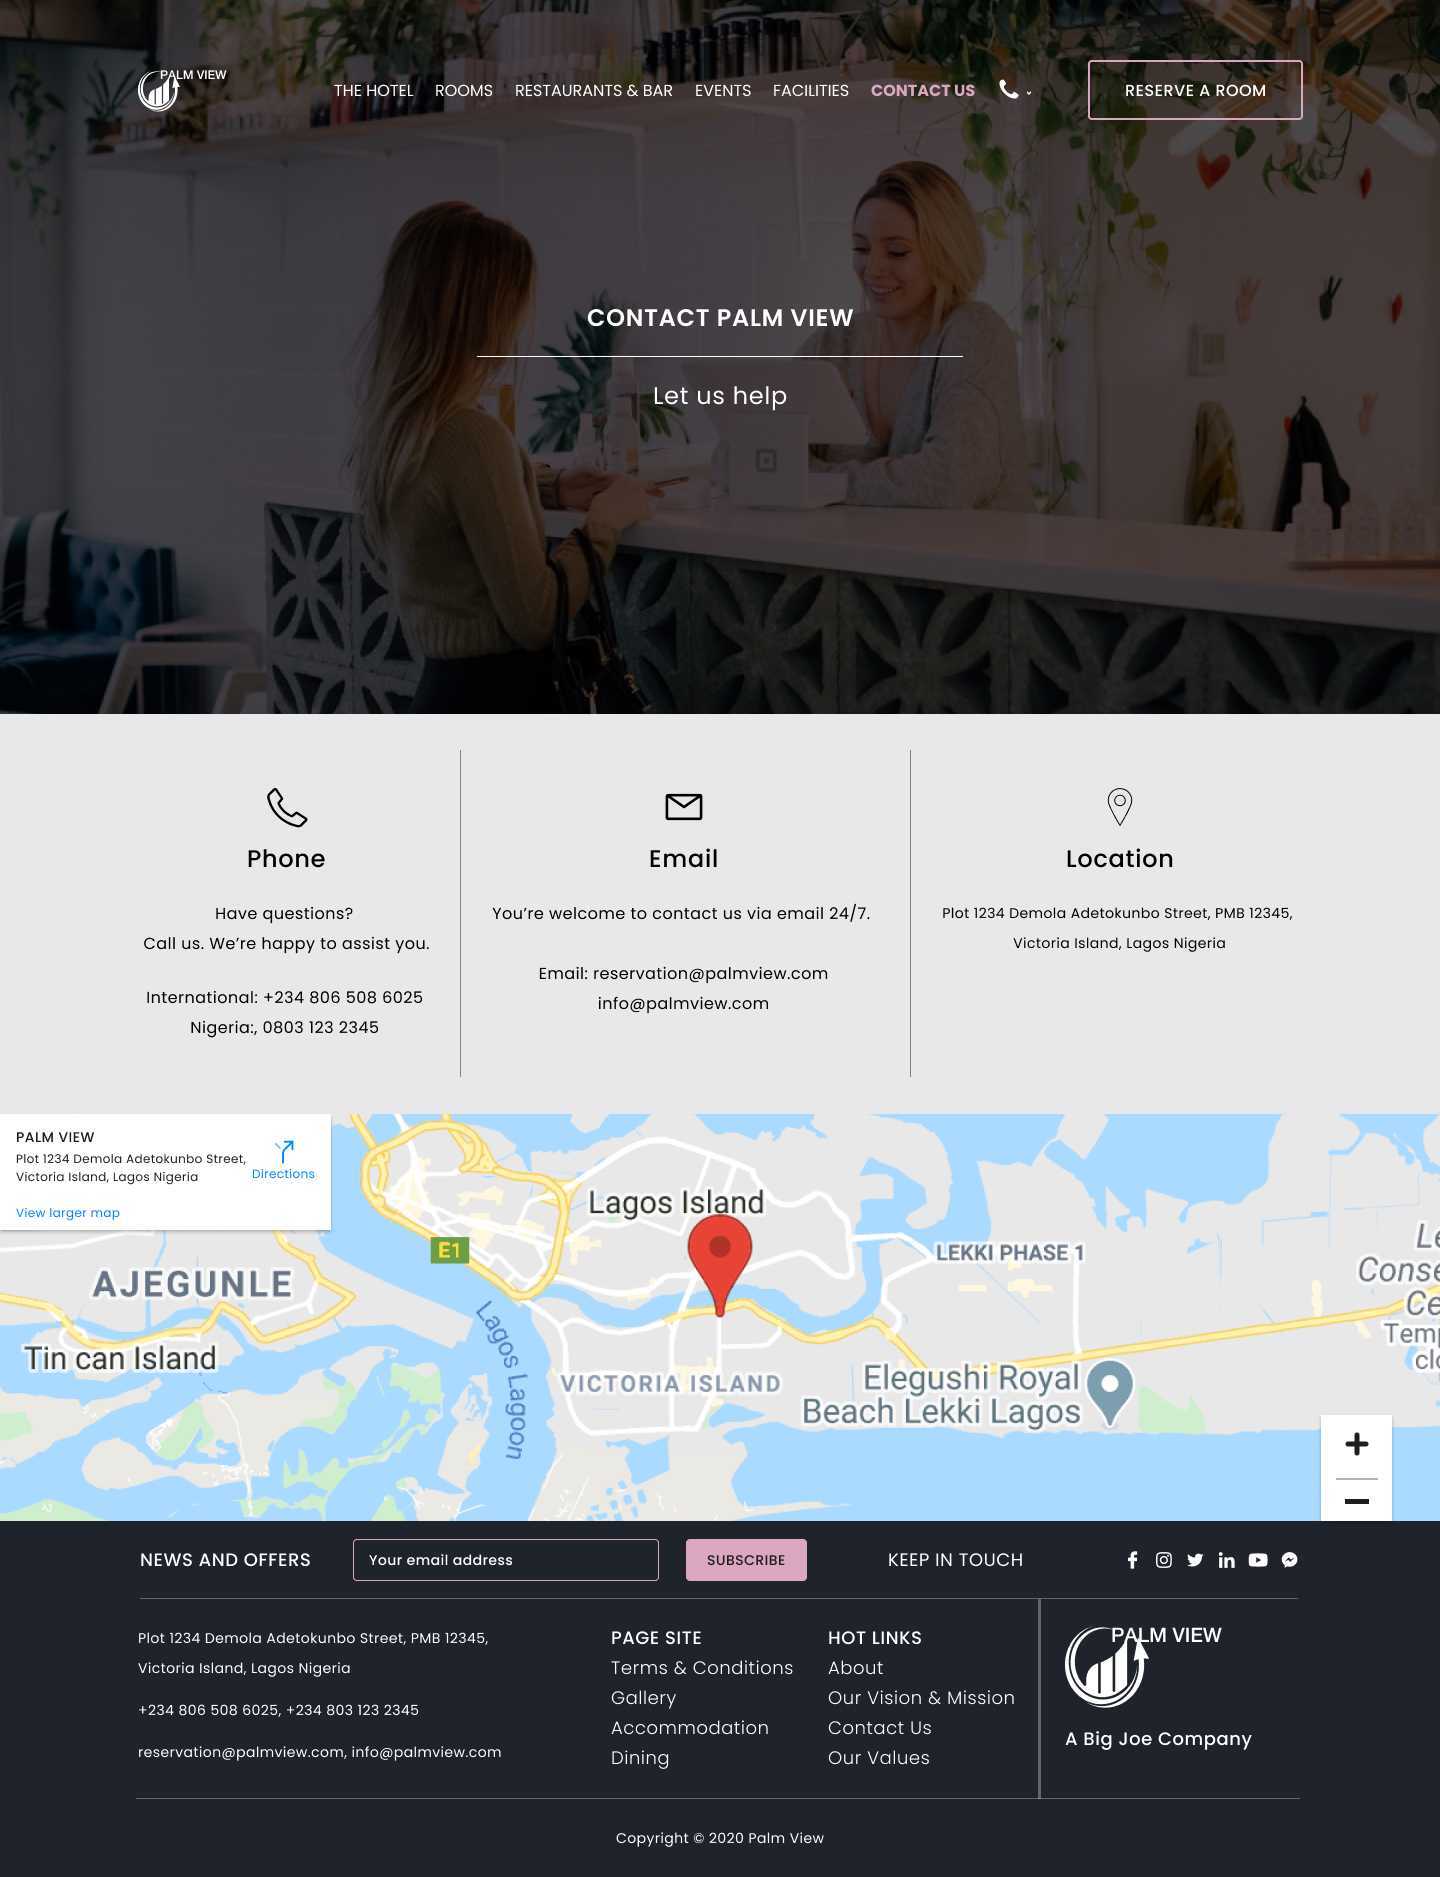 PALM VIEW
THE HOTEL ROOMS RESTAURANTS & BAR EVENTS FACILITIES CONTACT US
RESERVE A ROOM
CONTACT PALM VIEW
Let us help
Phone
Have questions?
Call us. We’re happy to assist you.
International: +234 806 508 6025
Nigeria:, 0803 123 2345
Email
You’re welcome to contact us via email 24/7.
Email: reservation@palmview.com
info@palmview.com
Location
Plot 1234 Demola Adetokunbo Street, PMB 12345,
Victoria Island, Lagos Nigeria
PALM VIEW
Plot 1234 Demola Adetokunbo Street,
Victoria Island, Lagos Nigeria
Directions
View larger map
Lagos Island
E1
LEKKI PHASE 1
AJEGUNLE
Tin can Island
Lagos Lagoon
VICTORIA ISLAND
Elegushi Royal
Beach Lekki Lagos
NEWS AND OFFERS
Your email address
SUBSCRIBE
KEEP IN TOUCH
Plot 1234 Demola Adetokunbo Street, PMB 12345,
Victoria Island, Lagos Nigeria
+234 806 508 6025, +234 803 123 2345
reservation@palmview.com, info@palmview.com
PAGE SITE
Terms & Conditions
Gallery
Accommodation
Dining
HOT LINKS
About
Our Vision & Mission
Contact Us
Our Values
PALM VIEW
A Big Joe Company
Copyright © 2020 Palm View